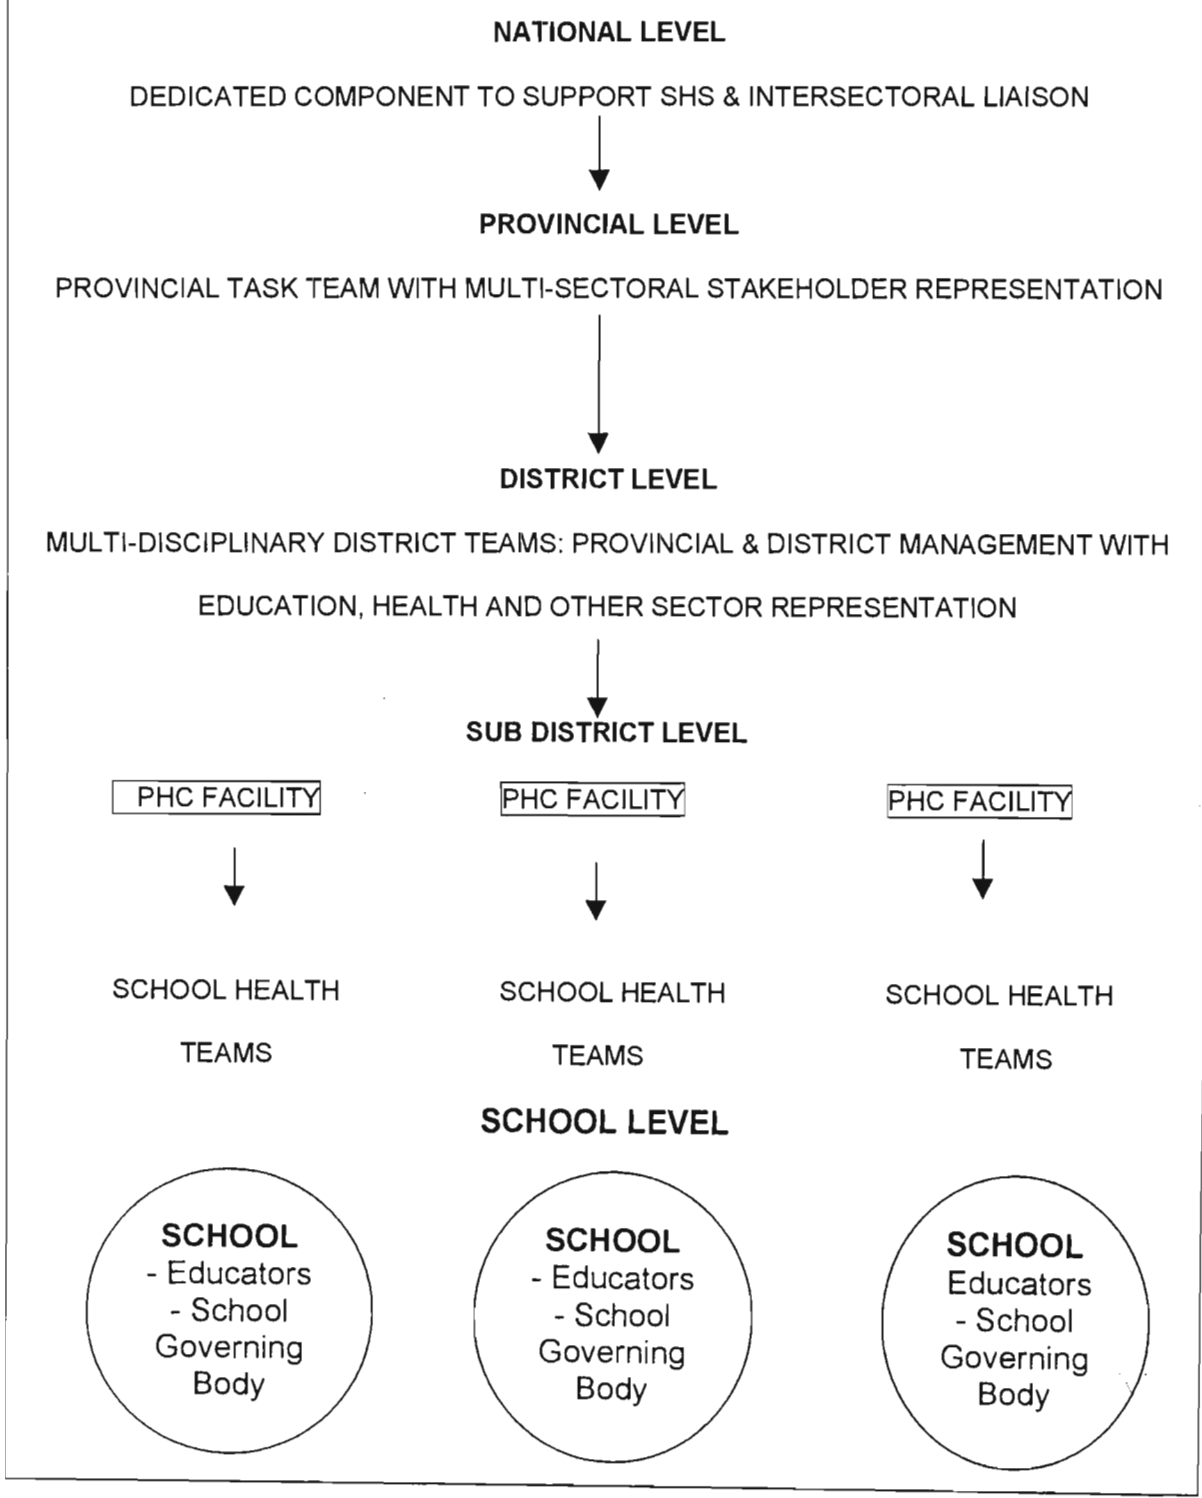 NATIONAL LEVEL
DEDICATED COMPONENT TO SUPPORT SHS & INTERSECTORAL LIAISON
PROVINCIAL LEVEL
PROVINCIAL TASK TEAM WITH MULTI-SECTORAL STAKEHOLDER REPRESENTATION
DISTRICT LEVEL
MULTI-DISCIPLINARY DISTRICT TEAMS: PROVINCIAL & DISTRICT MANAGEMENT WITH
EDUCATION, HEALTH AND OTHER SECTOR REPRESENTATION
SUB DISTRICT LEVEL
PHC FACILITY
PHC FACILITY
PHC FACILITY
SCHOOL HEALTH
TEAMS
SCHOOL HEALTH
TEAMS
SCHOOL HEALTH
TEAMS
SCHOOL LEVEL
SCHOOL
- Educators
- School
Governing
Body
SCHOOL
- Educators
- School
Governing
Body
SCHOOL
Educators
- School
Governing
Body